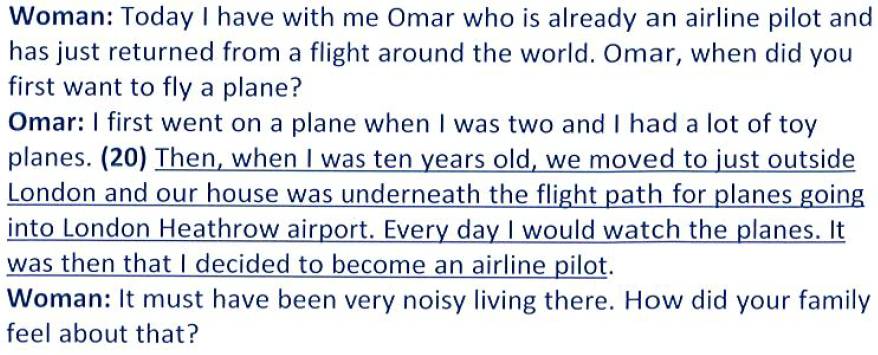 Woman: Today I have with me Omar who is already an airline pilot and
has just returned from a flight around the world. Omar, when did you
first want to fly a plane?
Omar: I first went on a plane when I was two and I had a lot of toy
planes. (20) Then, when I was ten years old, we moved to just outside
London and our house was underneath the flight path for planes going
into London Heathrow airport. Every day I would watch the planes. It
was then that I decided to become an airline pilot.
Woman: It must have been very noisy living there. How did your family
feel about that?